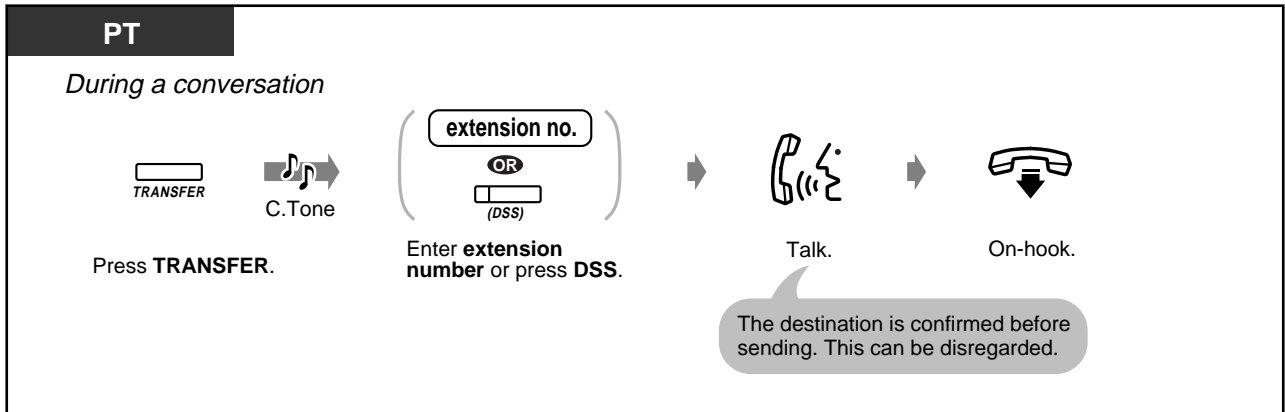 PT
During a conversation
TRANSFER
C.Tone
extension no.
OR
(DSS)
Press TRANSFER.
Enter extension
number or press DSS.
Talk.
On-hook.
The destination is confirmed before
sending. This can be disregarded.